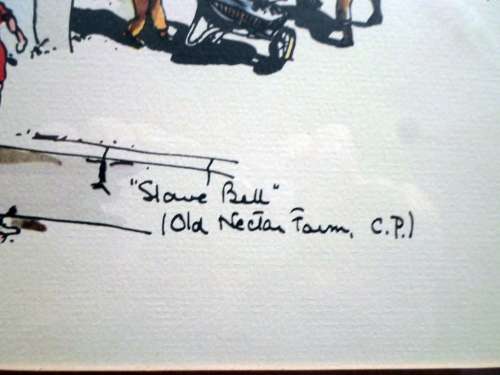 "Slave Bell"
(Old Nectar Farm, C.P.)